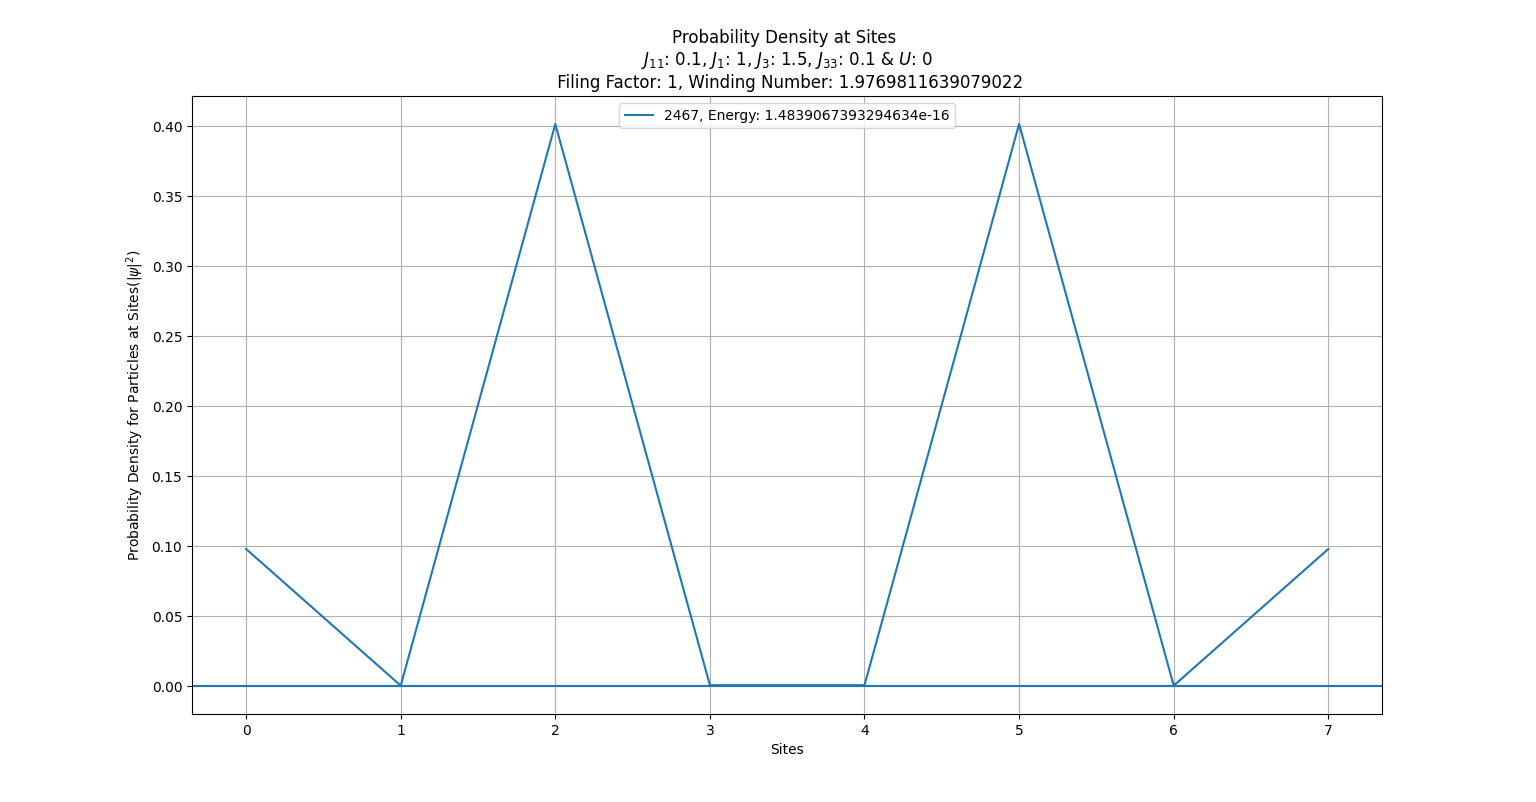 Probability Density at Sites
J₁₁: 0.1, J₁: 1, J₃: 1.5, J₃₃: 0.1 & U: 0
Filing Factor: 1, Winding Number: 1.9769811639079022
2467, Energy: 1.4839067393294634e-16
Probability Density for Particles at Sites(|ψ|²)
0.40
0.35
0.30
0.25
0.20
0.15
0.10
0.05
0.00
0 1 2 3 4 5 6 7
Sites